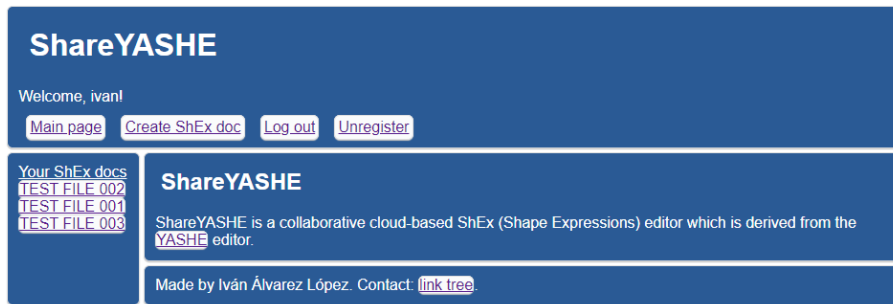 ShareYASHE
Welcome, ivan!
Main page Create ShEx doc Log out Unregister
Your ShEx docs
TEST FILE 002
TEST FILE 001
TEST FILE 003
ShareYASHE
ShareYASHE is a collaborative cloud-based ShEx (Shape Expressions) editor which is derived from the
YASHE editor.
Made by Iván Álvarez López. Contact: link tree.